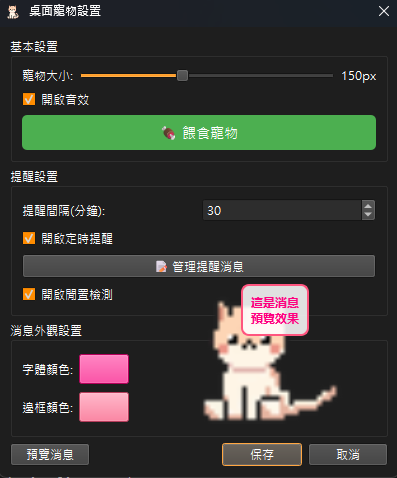 桌面寵物設置
基本設置
寵物大小:
150px
開啟音效
餵食寵物
提醒設置
提醒間隔(分鐘):
30
開啟定時提醒
管理提醒消息
開啟閒置檢測
這是消息
預覽效果
消息外觀設置
字體顏色:
邊框顏色:
預覽消息
保存
取消